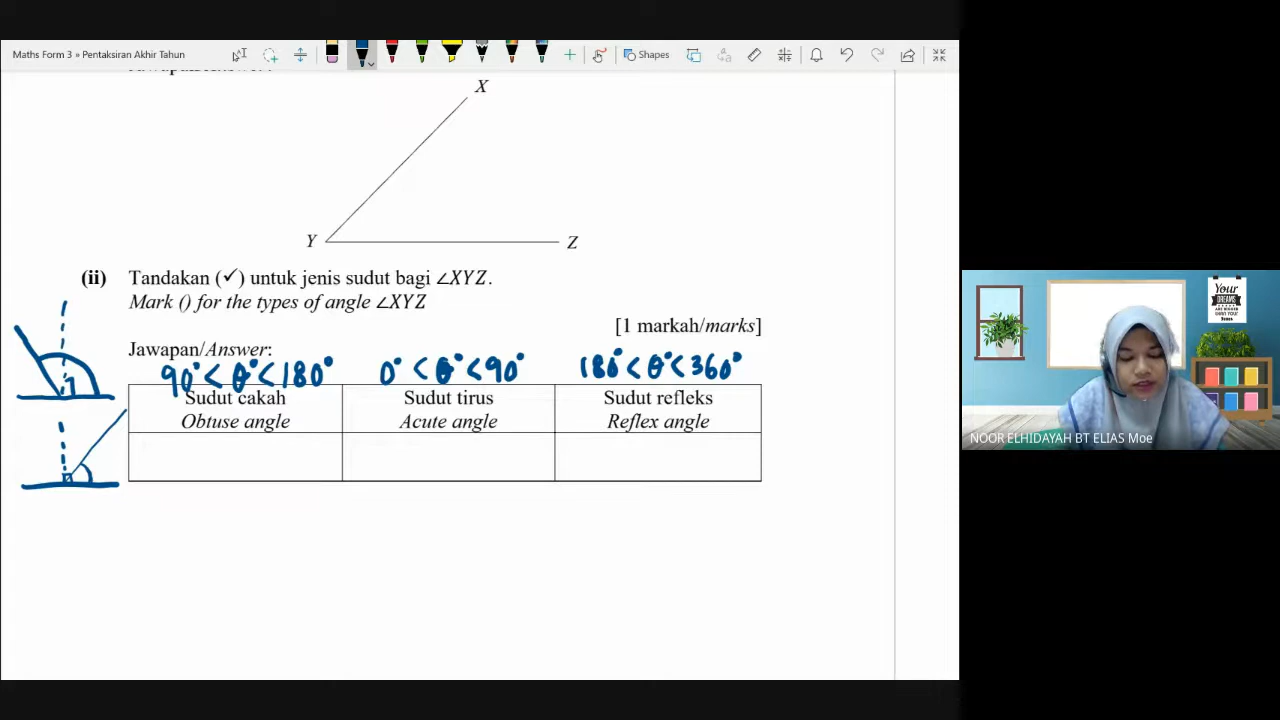 Maths Form 3 » Pentaksiran Akhir Tahun
Shapes
X
Y
Z
(ii) Tandakan (✓) untuk jenis sudut bagi ∠XYZ.
Mark () for the types of angle ∠XYZ
[1 markah/marks]
Jawapan/Answer:
90° < θ° < 180° 0° < θ° < 90° 180° < θ° < 360°
Sudut cakah Sudut tirus Sudut refleks
Obtuse angle Acute angle Reflex angle
Your
DREAMS
NOOR ELHIDAYAH BT ELIAS Moe